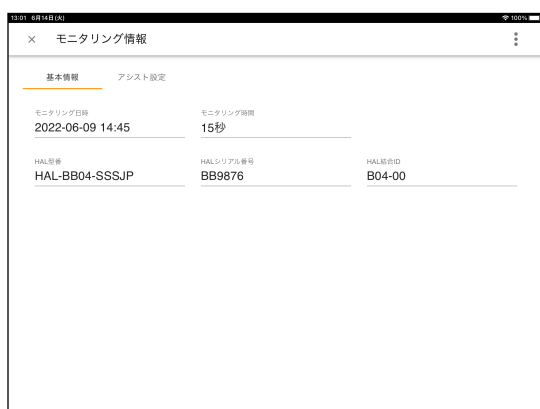 13:01 6月14日(火) 100%
× モニタリング情報
基本情報 アシスト設定
モニタリング日時 モニタリング時間
2022-06-09 14:45 15秒
HAL型番 HALシリアル番号 HAL結合ID
HAL-BB04-SSSJP BB9876 B04-00